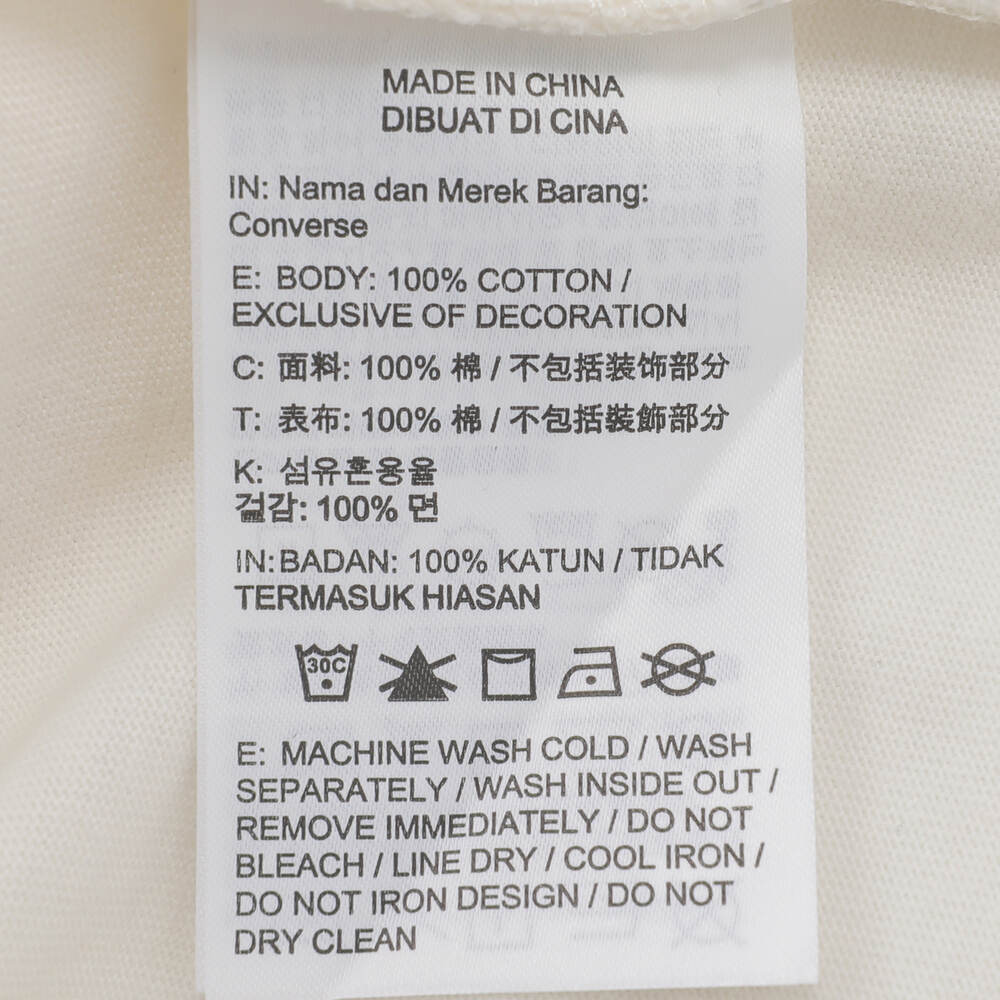 MADE IN CHINA
DIBUAT DI CINA
IN: Nama dan Merek Barang:
Converse
E: BODY: 100% COTTON /
EXCLUSIVE OF DECORATION
C: 面料: 100% 棉 / 不包括装饰部分
T: 表布: 100% 棉 / 不包括裝飾部分
K: 섬유혼용율
겉감: 100% 면
IN: BADAN: 100% KATUN / TIDAK
TERMASUK HIASAN
30C
E: MACHINE WASH COLD / WASH
SEPARATELY / WASH INSIDE OUT /
REMOVE IMMEDIATELY / DO NOT
BLEACH / LINE DRY / COOL IRON /
DO NOT IRON DESIGN / DO NOT
DRY CLEAN